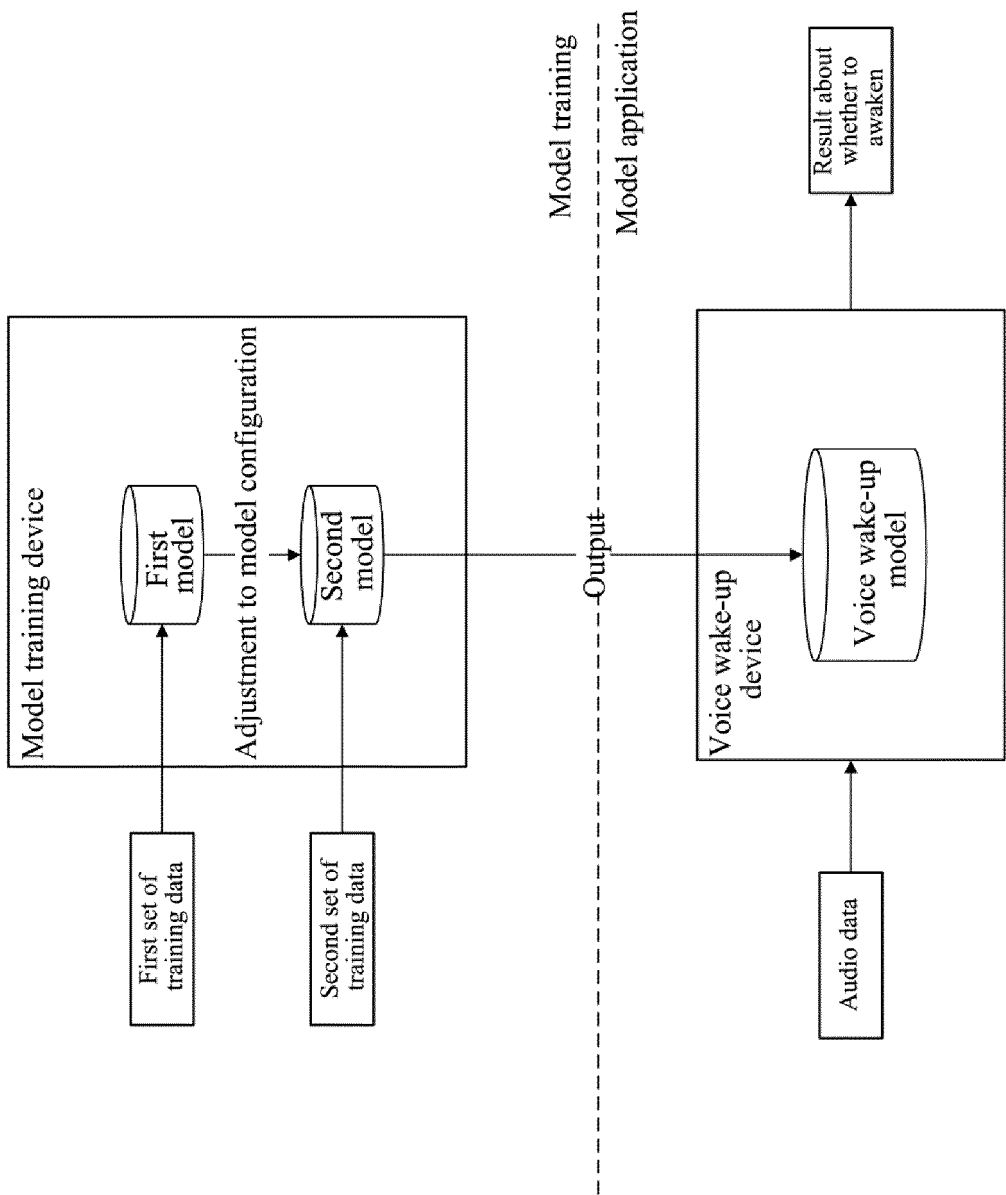 Model training device
First set of
training data
First
model
Adjustment to model configuration
Second set of
training data
Second
model
Model training
Output
Model application
Voice wake-up
device
Audio data
Voice wake-up
model
Result about
whether to
awaken